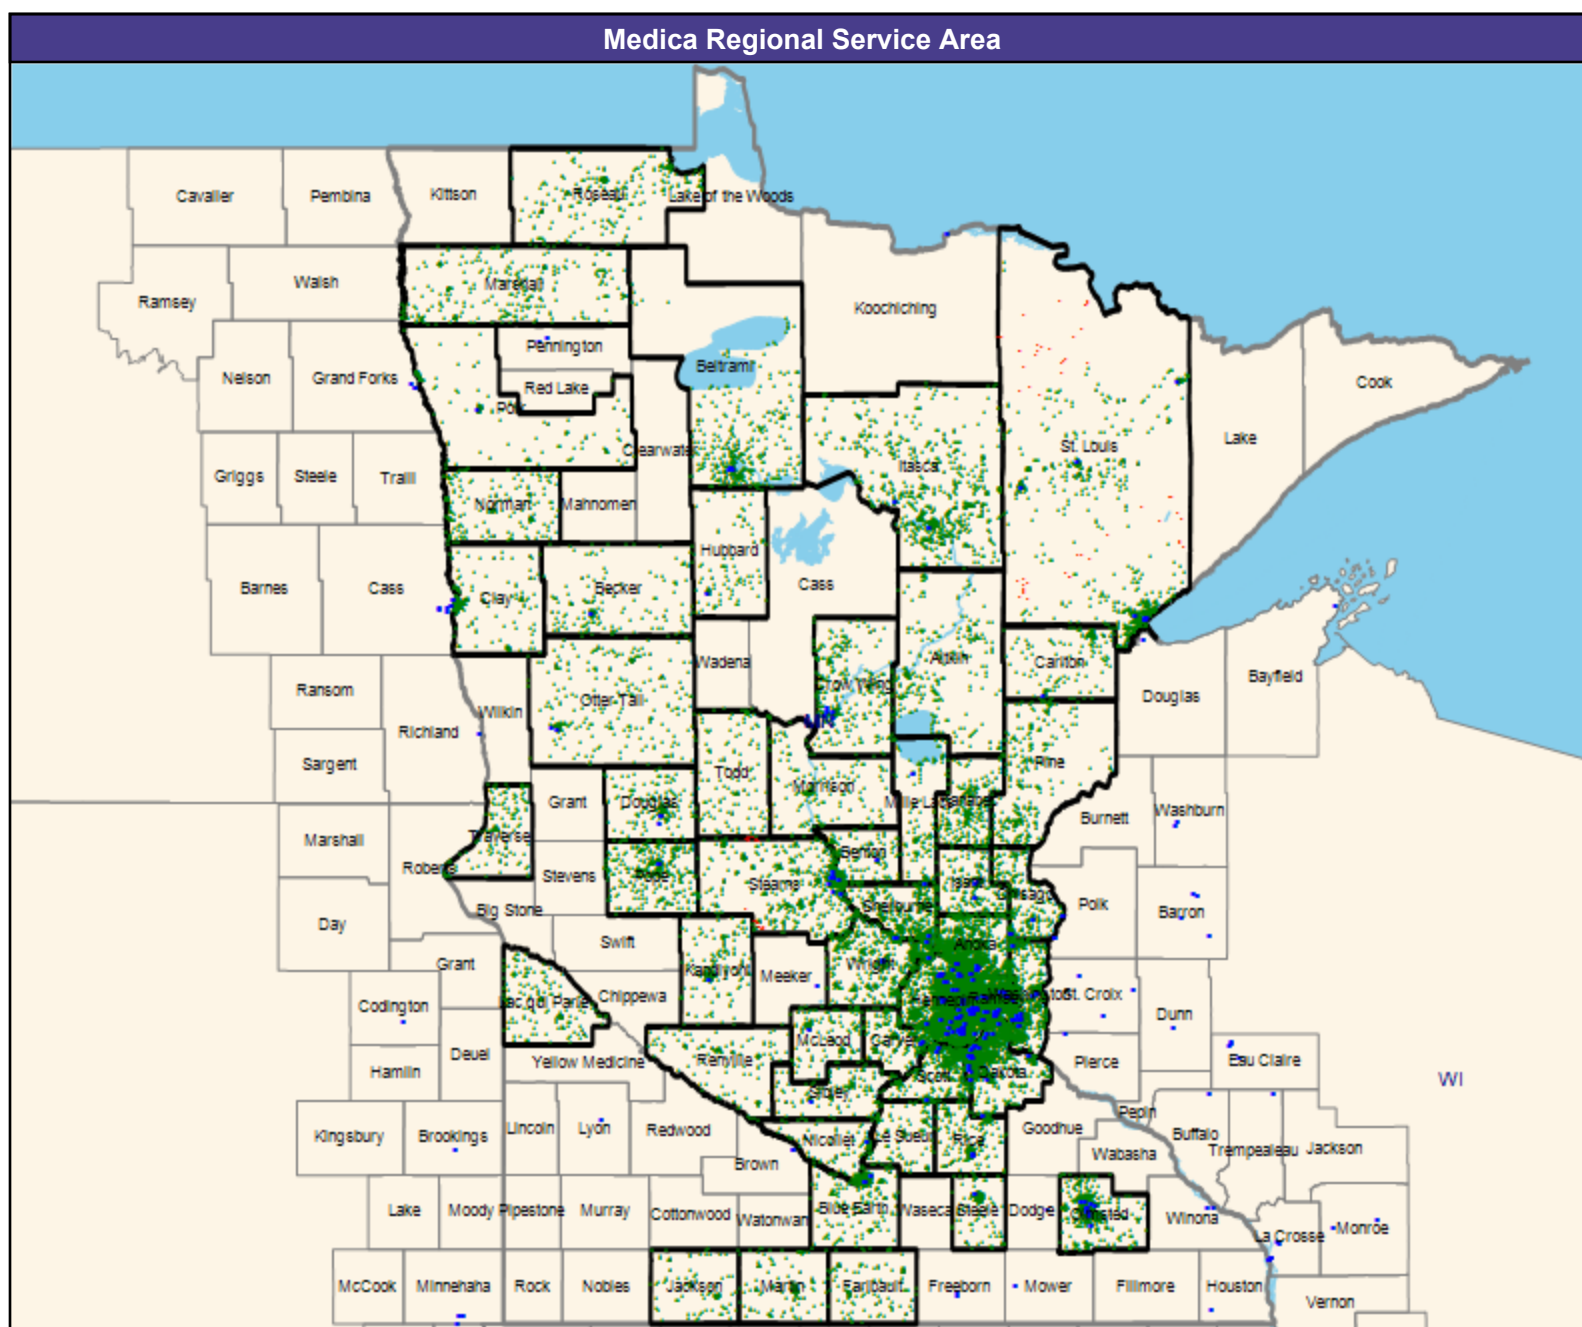 Medica Regional Service Area
Cavalier
Pembina
Kittson
Roseau
Lake of the Woods
Ramsey
Walsh
Marshall
Koochiching
Nelson
Grand Forks
Pennington
Red Lake
Polk
Beltrami
Clearwater
Itasca
St. Louis
Lake
Cook
Griggs
Steele
Traill
Norman
Mahnomen
Hubbard
Cass
Barnes
Cass
Clay
Becker
Wadena
Crow Wing
Aitkin
Carlton
Douglas
Bayfield
Ransom
Richland
Wilkin
Otter Tail
MN
Sargent
Todd
Morrison
Mille Lacs
Kanabec
Pine
Burnett
Washburn
Grant
Douglas
Marshall
Roberts
Traverse
Stevens
Pope
Stearns
Benton
Isanti
Chisago
Polk
Barron
Day
Big Stone
Sherburne
Swift
Anoka
Grant
Kandiyohi
Meeker
Wright
Hennepin
Ramsey
Washington
St. Croix
Dunn
Codington
Lac qui Parle
Chippewa
Deuel
Yellow Medicine
Renville
McLeod
Carver
Scott
Dakota
Pierce
Eau Claire
WI
Hamlin
Sibley
Pepin
Kingsbury
Brookings
Lincoln
Lyon
Redwood
Brown
Nicollet
Le Sueur
Rice
Goodhue
Wabasha
Buffalo
Trempealeau
Jackson
Lake
Moody
Pipestone
Murray
Cottonwood
Watonwan
Blue Earth
Waseca
Steele
Dodge
Olmsted
Winona
La Crosse
Monroe
McCook
Minnehaha
Rock
Nobles
Jackson
Martin
Faribault
Freeborn
Mower
Fillmore
Houston
Vernon